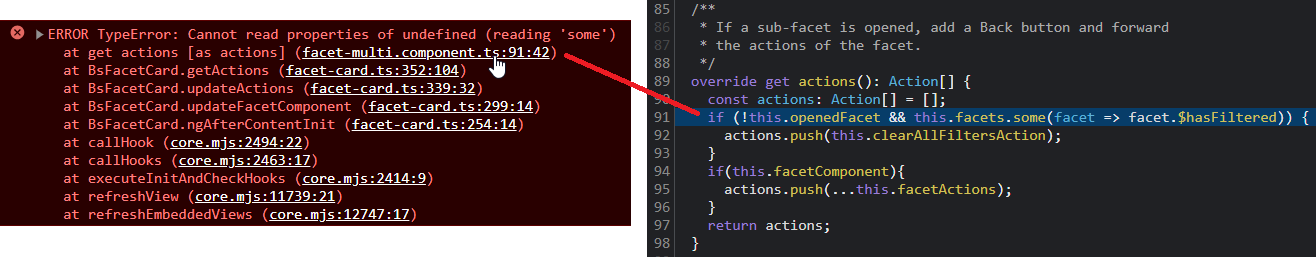 ERROR TypeError: Cannot read properties of undefined (reading 'some')
at get actions [as actions] (facet-multi.component.ts:91:42)
at BsFacetCard.getActions (facet-card.ts:352:104)
at BsFacetCard.updateActions (facet-card.ts:339:32)
at BsFacetCard.updateFacetComponent (facet-card.ts:299:14)
at BsFacetCard.ngAfterContentInit (facet-card.ts:254:14)
at callHook (core.mjs:2494:22)
at callHooks (core.mjs:2463:17)
at executeInitAndCheckHooks (core.mjs:2414:9)
at refreshView (core.mjs:11739:21)
at refreshEmbeddedViews (core.mjs:12747:17)
85 /**
86 * If a sub-facet is opened, add a Back button and forward
87 * the actions of the facet.
88 */
89 override get actions(): Action[] {
90 const actions: Action[] = [];
91 if (!this.openedFacet && this.facets.some(facet => facet.$hasFiltered)) {
92 actions.push(this.clearAllFiltersAction);
93 }
94 if(this.facetComponent){
95 actions.push(...this.facetActions);
96 }
97 return actions;
98 }